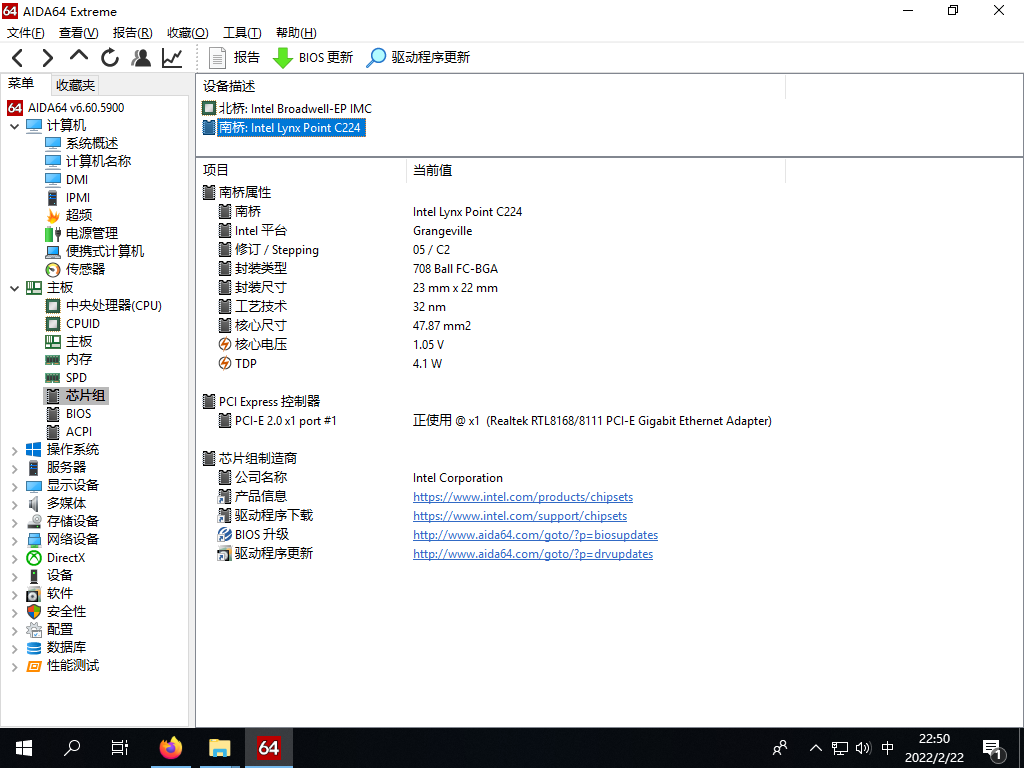 AIDA64 Extreme
文件(F) 查看(V) 报告(R) 收藏(O) 工具(T) 帮助(H)
报告 BIOS 更新 驱动程序更新
菜单 收藏夹
64 AIDA64 v6.60.5900
计算机
系统概述
计算机名称
DMI
IPMI
超频
电源管理
便携式计算机
传感器
主板
中央处理器(CPU)
CPUID
主板
内存
SPD
芯片组
BIOS
ACPI
操作系统
服务器
显示设备
多媒体
存储设备
网络设备
DirectX
设备
软件
安全性
配置
数据库
性能测试
设备描述
北桥: Intel Broadwell-EP IMC
南桥: Intel Lynx Point C224
项目 当前值
南桥属性
南桥 Intel Lynx Point C224
Intel 平台 Grangeville
修订 / Stepping 05 / C2
封装类型 708 Ball FC-BGA
封装尺寸 23 mm x 22 mm
工艺技术 32 nm
核心尺寸 47.87 mm2
核心电压 1.05 V
TDP 4.1 W
PCI Express 控制器
PCI-E 2.0 x1 port #1 正使用 @ x1 (Realtek RTL8168/8111 PCI-E Gigabit Ethernet Adapter)
芯片组制造商
公司名称 Intel Corporation
产品信息 https://www.intel.com/products/chipsets
驱动程序下载 https://www.intel.com/support/chipsets
BIOS 升级 http://www.aida64.com/goto/?p=biosupdates
驱动程序更新 http://www.aida64.com/goto/?p=drvupdates
64
中
22:50
2022/2/22
1